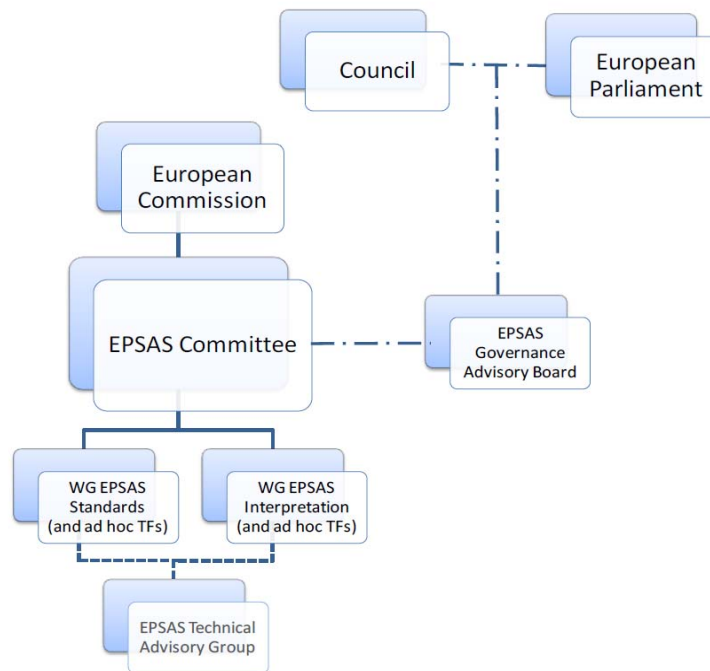 Council
European
Parliament
European
Commission
EPSAS Committee
EPSAS
Governance
Advisory Board
WG EPSAS
Standards
(and ad hoc TFs)
WG EPSAS
Interpretation
(and ad hoc TFs)
EPSAS Technical
Advisory Group